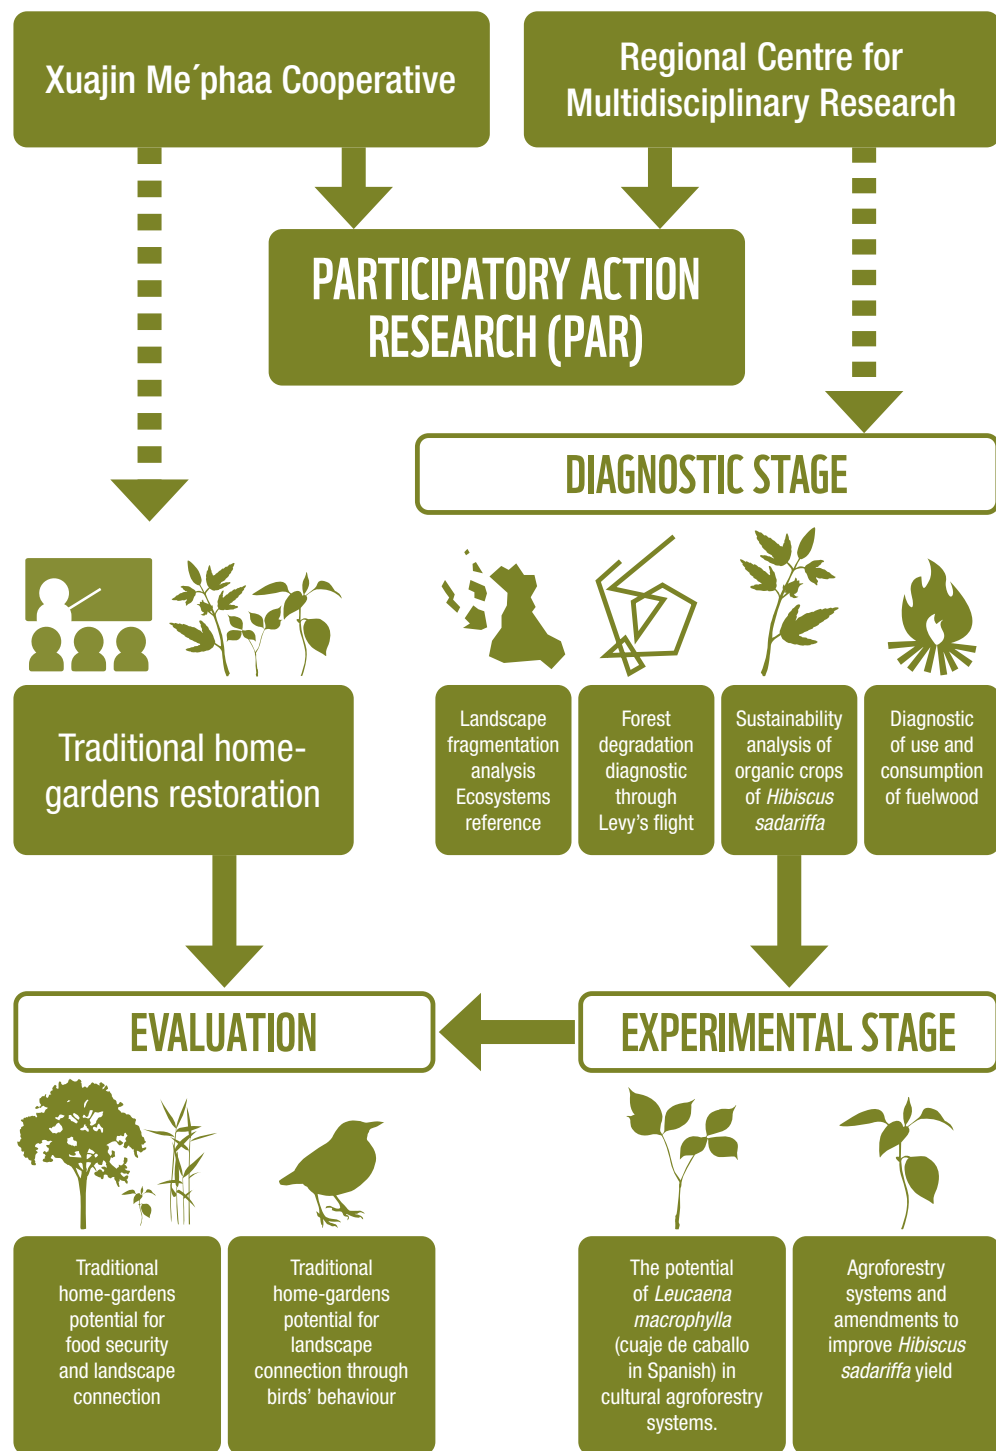 Xuajin Me´phaa Cooperative
Regional Centre for
Multidisciplinary Research
PARTICIPATORY ACTION
RESEARCH (PAR)
DIAGNOSTIC STAGE
Traditional home-
gardens restoration
Landscape
fragmentation
analysis
Ecosystems
reference
Forest
degradation
diagnostic
through
Levy’s flight
Sustainability
analysis of
organic crops
of Hibiscus
sadariffa
Diagnostic
of use and
consumption
of fuelwood
EVALUATION
EXPERIMENTAL STAGE
Traditional
home-gardens
potential for
food security
and landscape
connection
Traditional
home-gardens
potential for
landscape
connection through
birds’ behaviour
The potential
of Leucaena
macrophylla
(cuaje de caballo
in Spanish) in
cultural agroforestry
systems.
Agroforestry
systems and
amendments to
improve Hibiscus
sadariffa yield